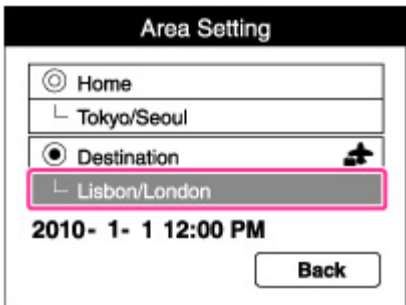 Area Setting
Home
Tokyo/Seoul
Destination
Lisbon/London
2010- 1- 1 12:00 PM
Back